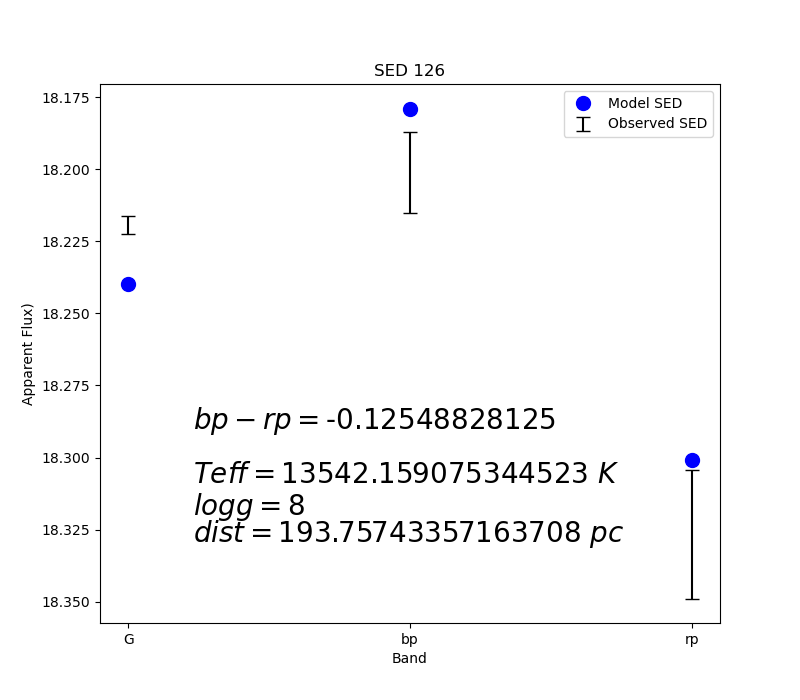 SED 126
Model SED
Observed SED
18.175
18.200
18.225
18.250
18.275
18.300
18.325
18.350
Apparent Flux)
bp − rp = -0.12548828125
Teff = 13542.159075344523 K
logg = 8
dist = 193.75743357163708 pc
G bp rp
Band